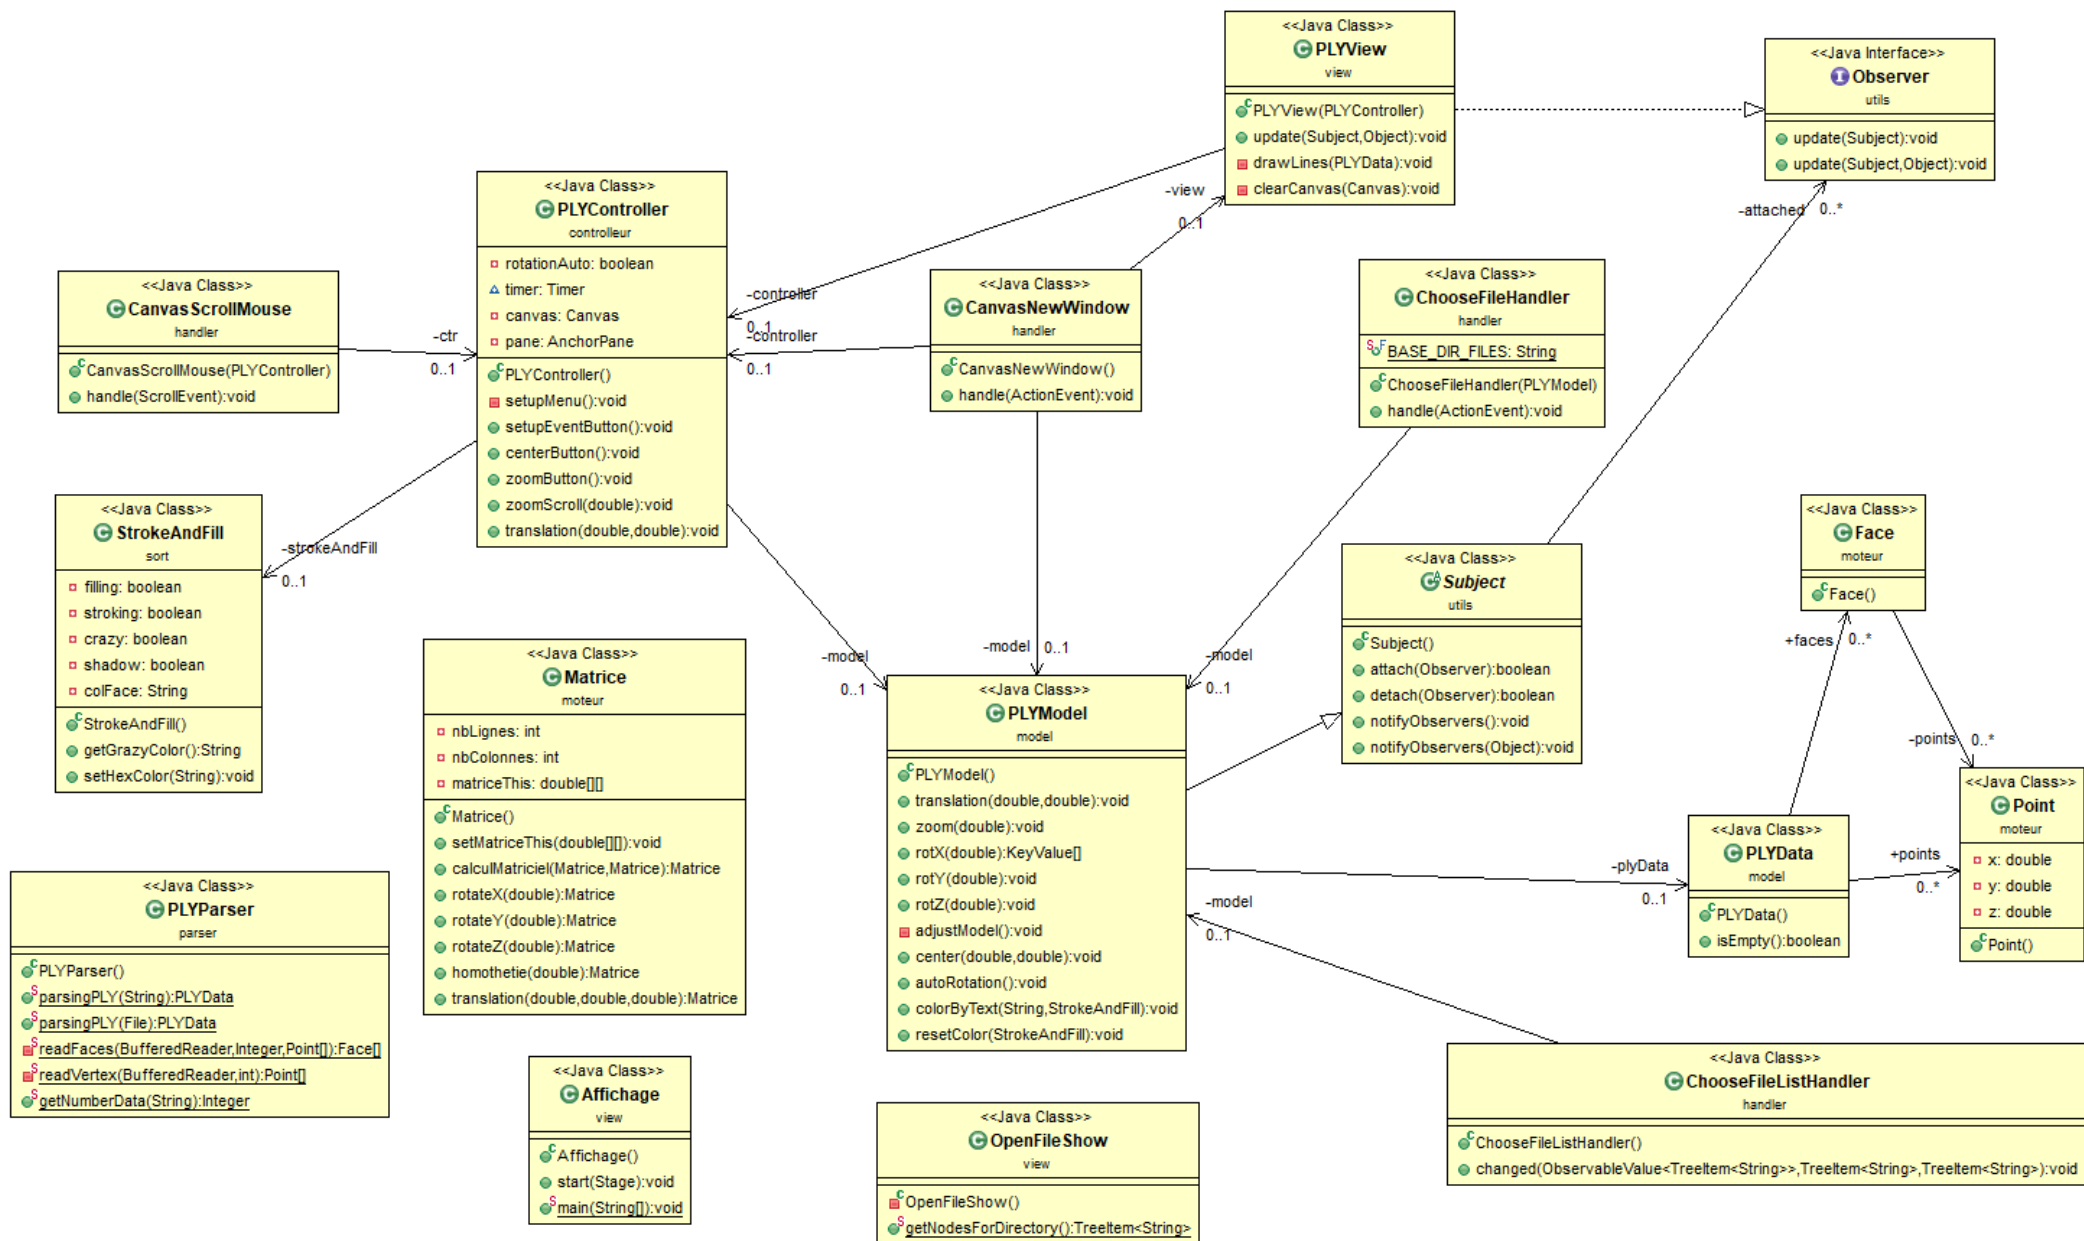 <<Java Class>>
PLYView
view
PLYView(PLYController)
update(Subject,Object):void
drawLines(PLYData):void
clearCanvas(Canvas):void
<<Java Interface>>
Observer
utils
update(Subject):void
update(Subject,Object):void
-attached
0..*
-view
0..1
<<Java Class>>
PLYController
controlleur
rotationAuto: boolean
timer: Timer
canvas: Canvas
pane: AnchorPane
PLYController()
setupMenu():void
setupEventButton():void
centerButton():void
zoomButton():void
zoomScroll(double):void
translation(double,double):void
<<Java Class>>
CanvasScrollMouse
handler
CanvasScrollMouse(PLYController)
handle(ScrollEvent):void
-ctr
0..1
-controller
0..1
-controller
0..1
<<Java Class>>
CanvasNewWindow
handler
CanvasNewWindow()
handle(ActionEvent):void
<<Java Class>>
ChooseFileHandler
handler
BASE_DIR_FILES: String
ChooseFileHandler(PLYModel)
handle(ActionEvent):void
<<Java Class>>
StrokeAndFill
sort
filling: boolean
stroking: boolean
crazy: boolean
shadow: boolean
colFace: String
StrokeAndFill()
getGrazyColor():String
setHexColor(String):void
-strokeAndFill
0..1
<<Java Class>>
Matrice
moteur
nbLignes: int
nbColonnes: int
matriceThis: double[][]
Matrice()
setMatriceThis(double[][]):void
calculMatriciel(Matrice,Matrice):Matrice
rotateX(double):Matrice
rotateY(double):Matrice
rotateZ(double):Matrice
homothetie(double):Matrice
translation(double,double,double):Matrice
-model
0..1
-model
0..1
-model
0..1
<<Java Class>>
PLYModel
model
PLYModel()
translation(double,double):void
zoom(double):void
rotX(double):KeyValue[]
rotY(double):void
rotZ(double):void
adjustModel():void
center(double,double):void
autoRotation():void
colorByText(String,StrokeAndFill):void
resetColor(StrokeAndFill):void
<<Java Class>>
Subject
utils
Subject()
attach(Observer):boolean
detach(Observer):boolean
notifyObservers():void
notifyObservers(Object):void
<<Java Class>>
Face
moteur
Face()
+faces
0..*
-points
0..*
<<Java Class>>
Point
moteur
x: double
y: double
z: double
Point()
<<Java Class>>
PLYData
model
PLYData()
isEmpty():boolean
+points
0..*
-plyData
0..1
-model
0..1
<<Java Class>>
PLYParser
parser
PLYParser()
parsingPLY(String):PLYData
parsingPLY(File):PLYData
readFaces(BufferedReader,Integer,Point[]):Face[]
readVertex(BufferedReader,int):Point[]
getNumberData(String):Integer
<<Java Class>>
Affichage
view
Affichage()
start(Stage):void
main(String[]):void
<<Java Class>>
OpenFileShow
view
OpenFileShow()
getNodesForDirectory():TreeItem<String>
<<Java Class>>
ChooseFileListHandler
handler
ChooseFileListHandler()
changed(ObservableValue<TreeItem<String>>,TreeItem<String>,TreeItem<String>):void